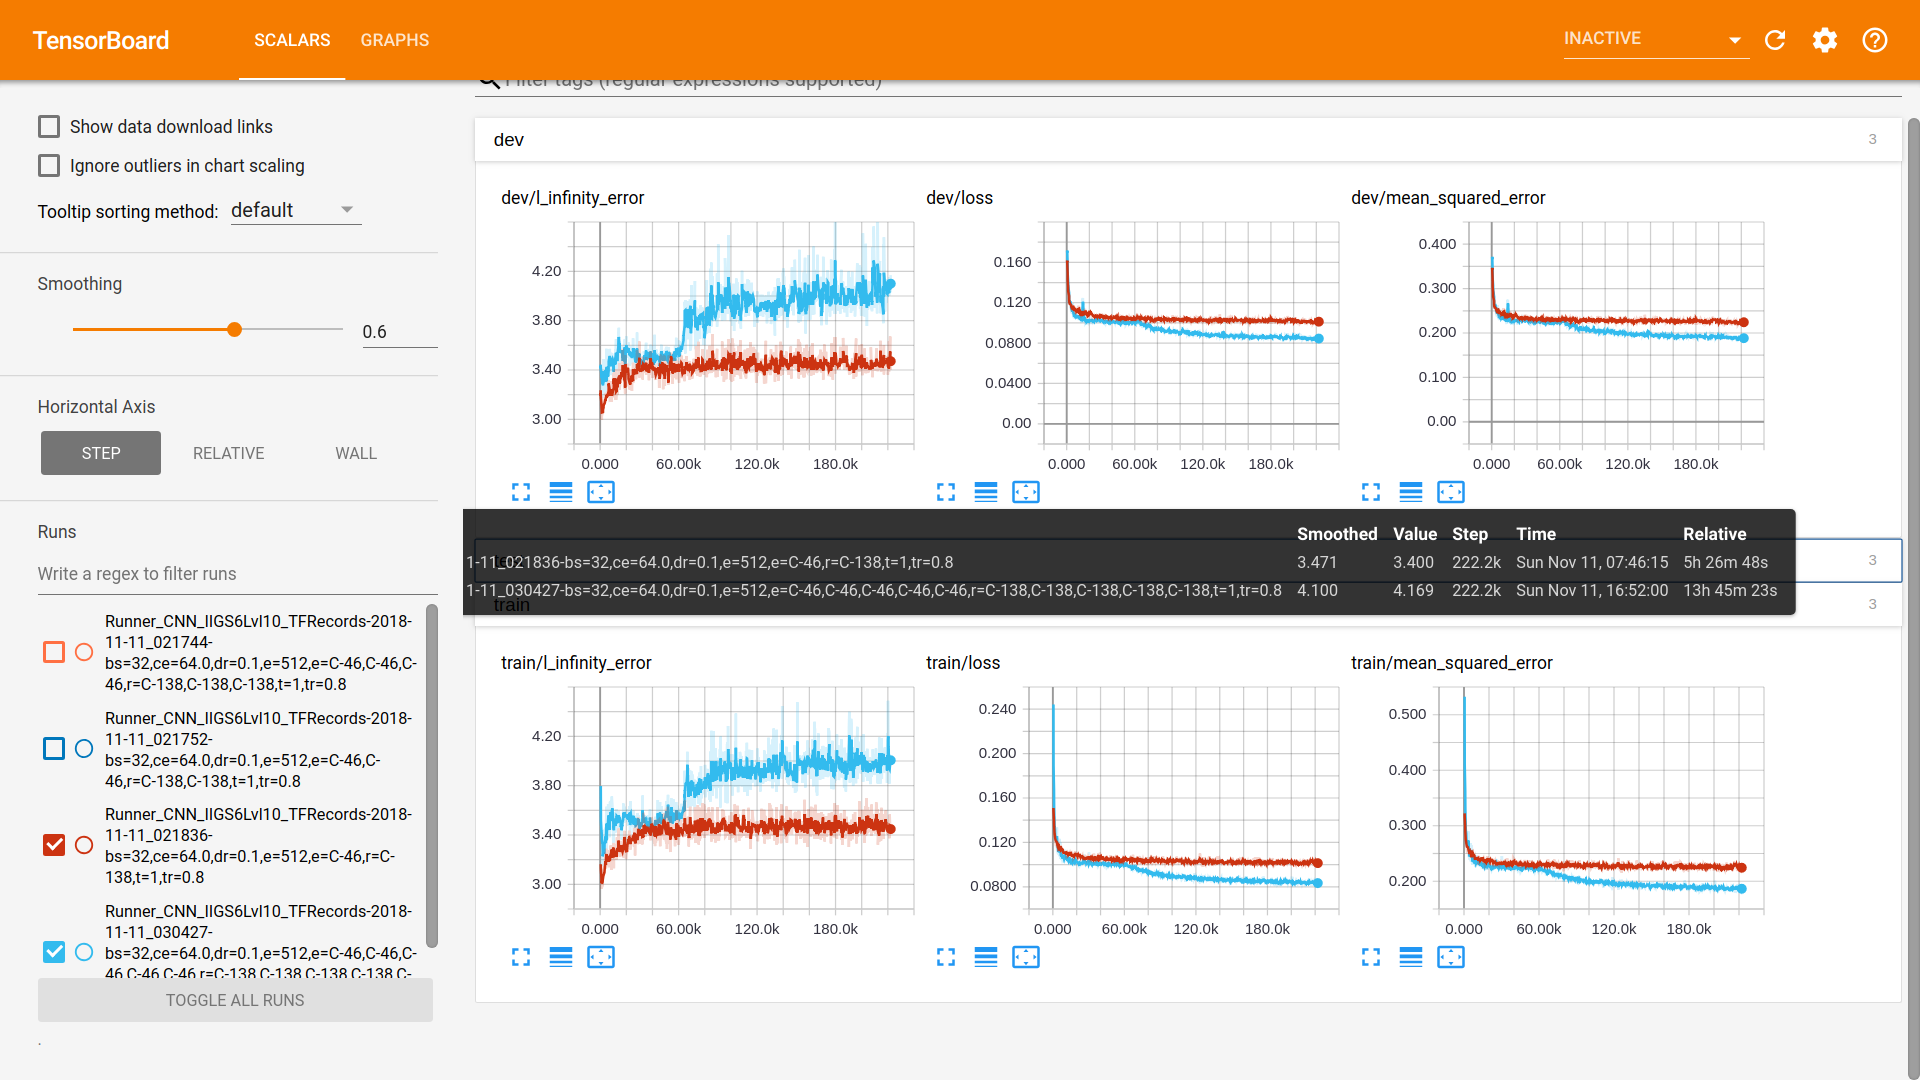 TensorBoard
SCALARS GRAPHS
INACTIVE
Filter tags (regular expressions supported)
Show data download links
Ignore outliers in chart scaling
Tooltip sorting method: default
Smoothing
0.6
Horizontal Axis
STEP RELATIVE WALL
Runs
Write a regex to filter runs
Runner_CNN_IIGS6Lvl10_TFRecords-2018-
11-11_021744-
bs=32,ce=64.0,dr=0.1,e=512,e=C-46,C-46,C-
46,r=C-138,C-138,C-138,t=1,tr=0.8
Runner_CNN_IIGS6Lvl10_TFRecords-2018-
11-11_021752-
bs=32,ce=64.0,dr=0.1,e=512,e=C-46,C-
46,r=C-138,C-138,t=1,tr=0.8
Runner_CNN_IIGS6Lvl10_TFRecords-2018-
11-11_021836-
bs=32,ce=64.0,dr=0.1,e=512,e=C-46,r=C-
138,t=1,tr=0.8
Runner_CNN_IIGS6Lvl10_TFRecords-2018-
11-11_030427-
bs=32,ce=64.0,dr=0.1,e=512,e=C-46,C-46,C-
46,C-46,C-46,r=C-138,C-138,C-138,C-138,C-
TOGGLE ALL RUNS
.
dev 3
dev/l_infinity_error
4.20
3.80
3.40
3.00
0.000 60.00k 120.0k 180.0k
dev/loss
0.160
0.120
0.0800
0.0400
0.00
0.000 60.00k 120.0k 180.0k
dev/mean_squared_error
0.400
0.300
0.200
0.100
0.00
0.000 60.00k 120.0k 180.0k
Smoothed Value Step Time Relative
1-11_021836-bs=32,ce=64.0,dr=0.1,e=512,e=C-46,r=C-138,t=1,tr=0.8 3.471 3.400 222.2k Sun Nov 11, 07:46:15 5h 26m 48s
1-11_030427-bs=32,ce=64.0,dr=0.1,e=512,e=C-46,C-46,C-46,C-46,C-46,r=C-138,C-138,C-138,C-138,C-138,t=1,tr=0.8 4.100 4.169 222.2k Sun Nov 11, 16:52:00 13h 45m 23s
3
train 3
train/l_infinity_error
4.20
3.80
3.40
3.00
0.000 60.00k 120.0k 180.0k
train/loss
0.240
0.200
0.160
0.120
0.0800
0.000 60.00k 120.0k 180.0k
train/mean_squared_error
0.500
0.400
0.300
0.200
0.000 60.00k 120.0k 180.0k